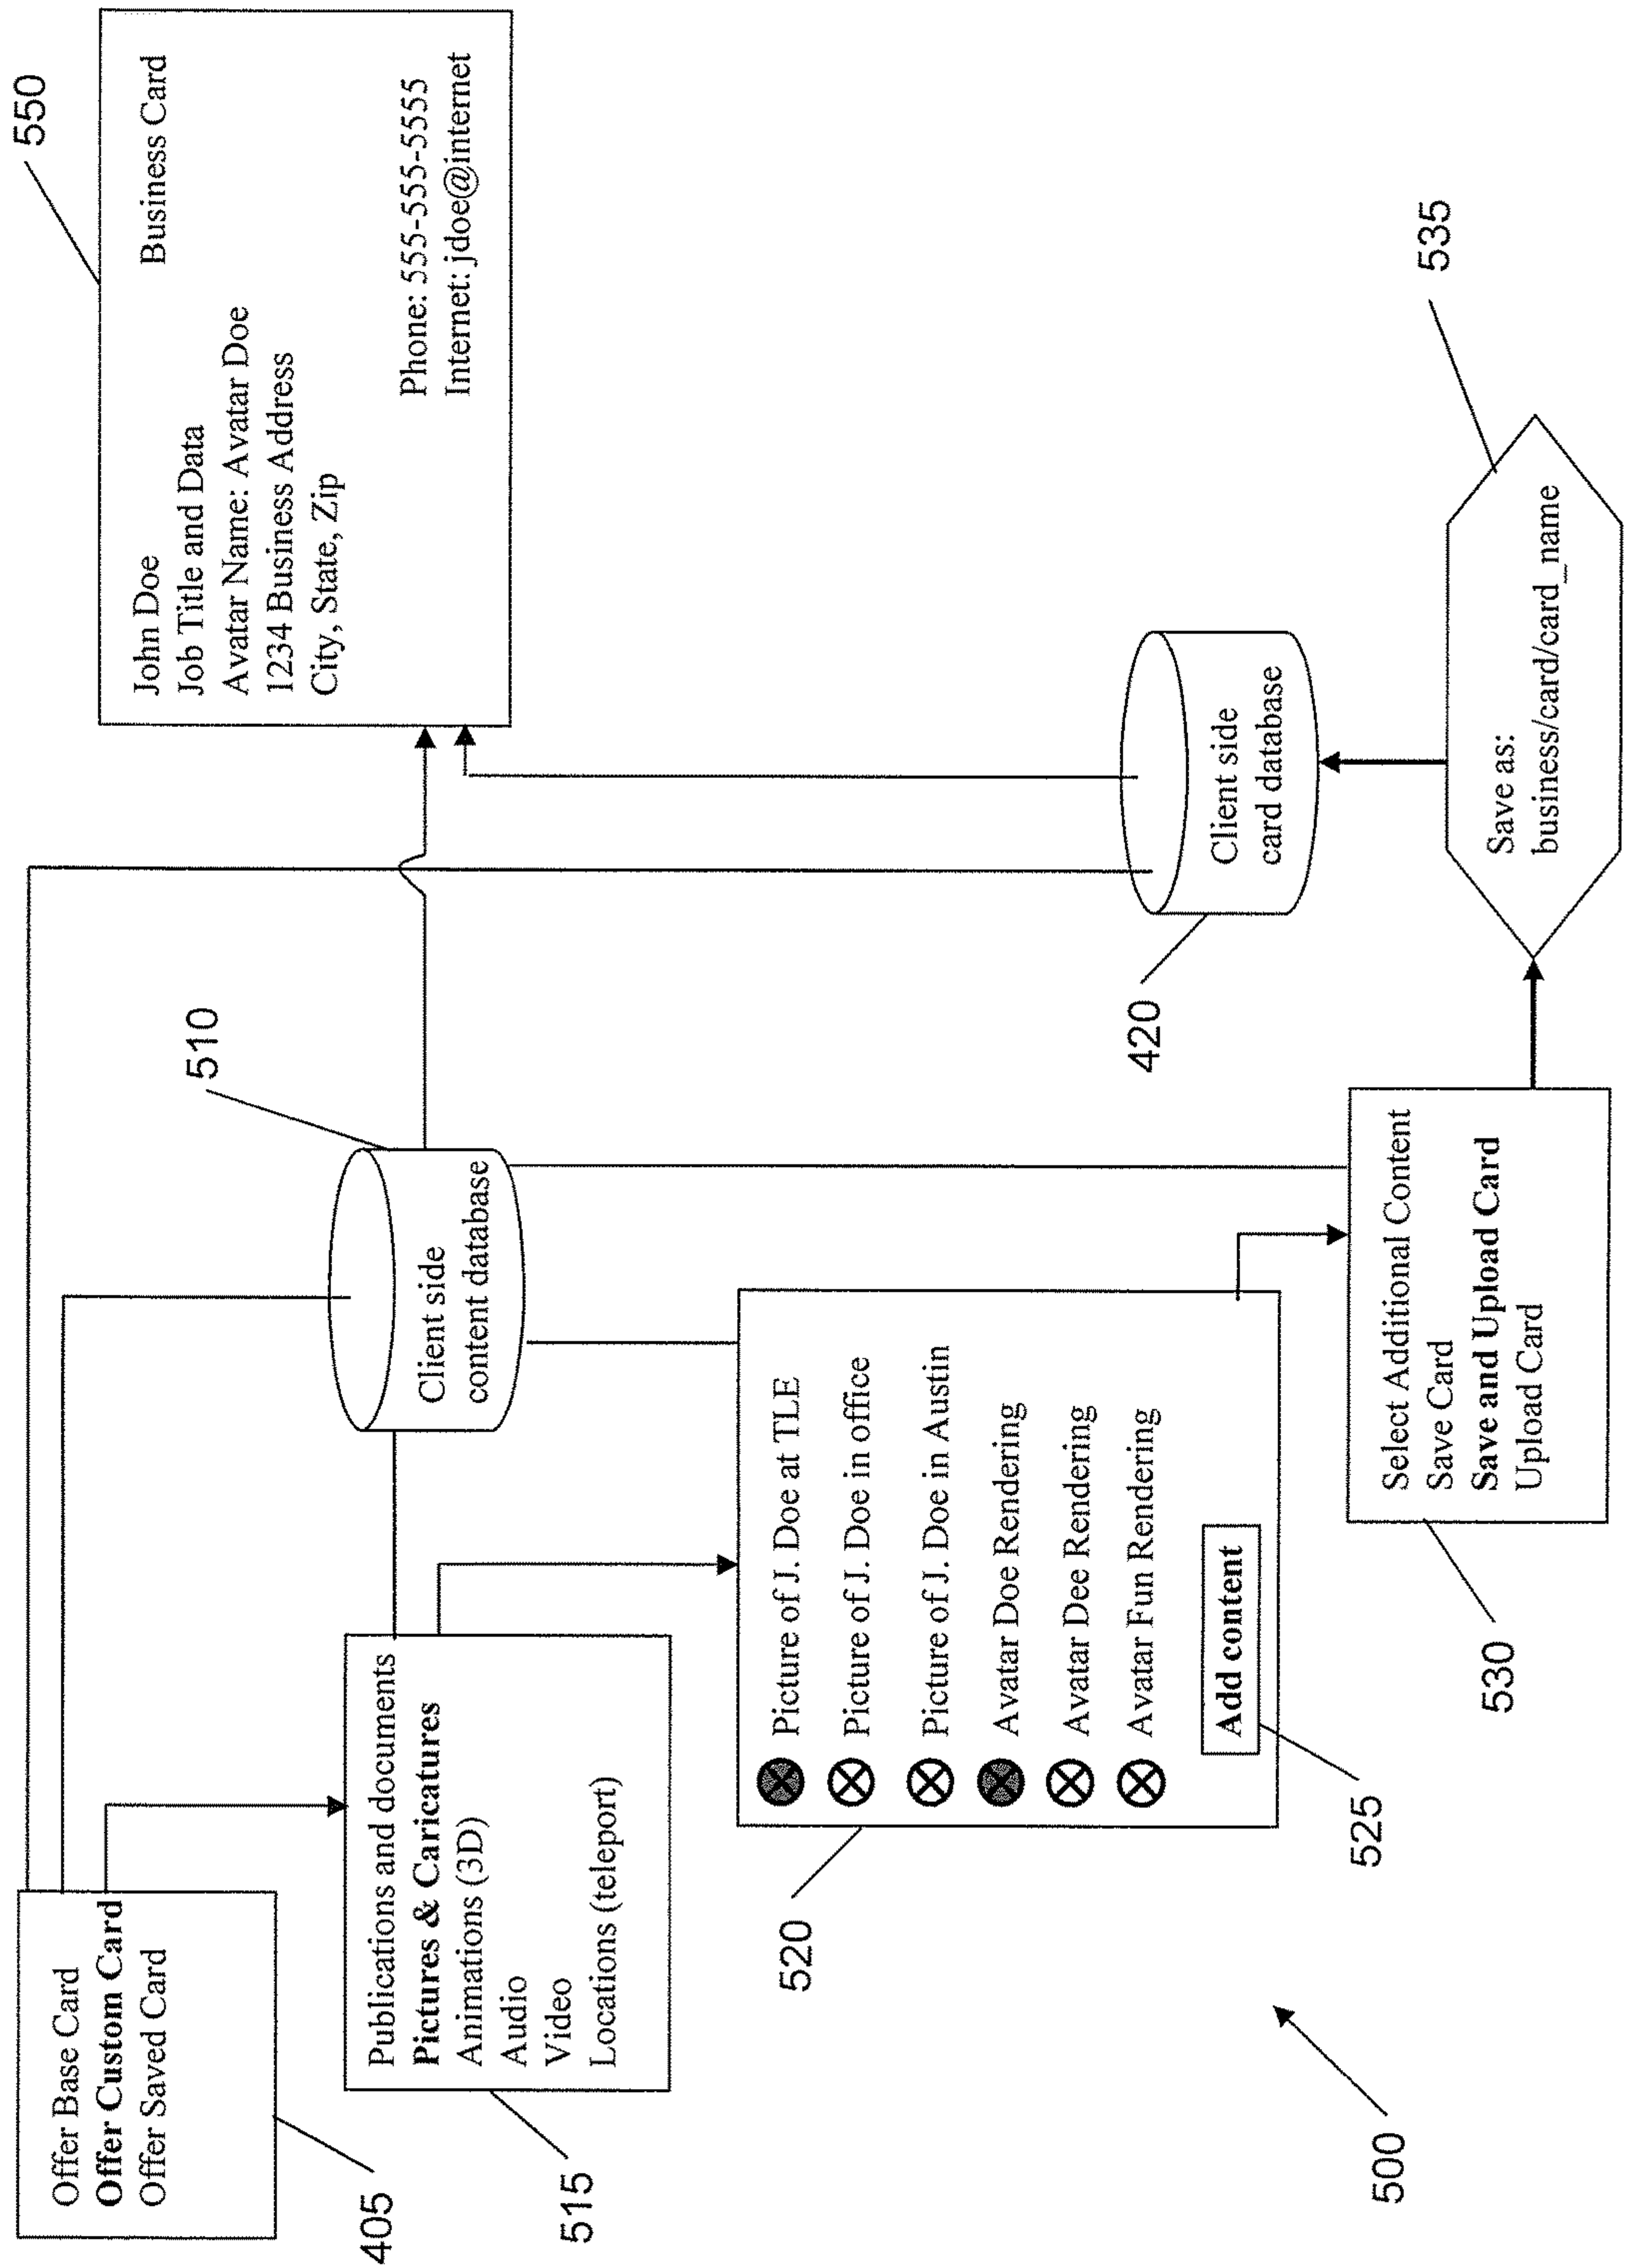 Offer Base Card
Offer Custom Card
Offer Saved Card
405
Publications and documents
Pictures & Caricatures
Animations (3D)
Audio
Video
Locations (teleport)
515
Client side
content database
510
John Doe
Business Card
Job Title and Data
Avatar Name: Avatar Doe
1234 Business Address
City, State, Zip
Phone: 555-555-5555
Internet: jdoe@internet
550
Picture of J. Doe at TLE
Picture of J. Doe in office
Picture of J. Doe in Austin
Avatar Doe Rendering
Avatar Dee Rendering
Avatar Fun Rendering
Add content
520
525
Select Additional Content
Save Card
Save and Upload Card
Upload Card
530
Client side
card database
420
Save as:
business/card/card_name
535
500